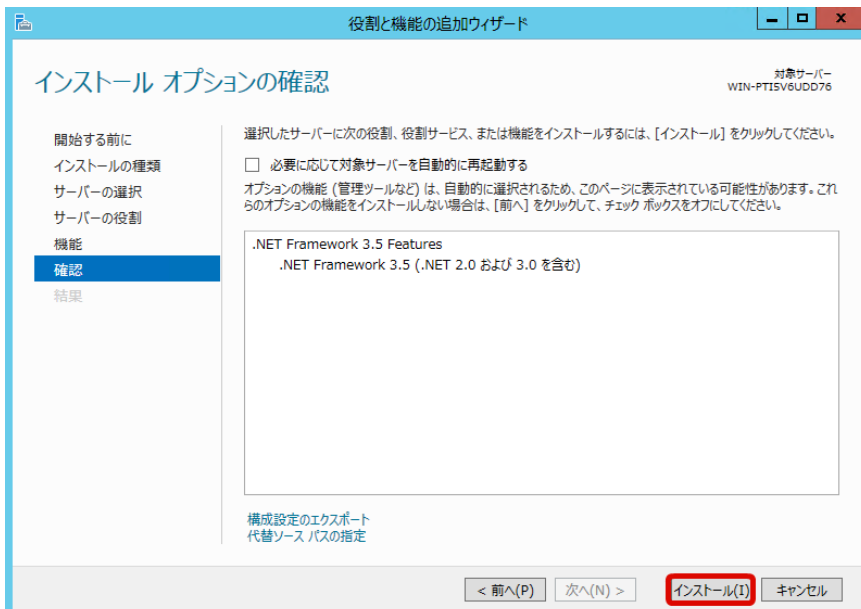 役割と機能の追加ウィザード
インストール オプションの確認
対象サーバー
WIN-PTI5V6UDD76
開始する前に
インストールの種類
サーバーの選択
サーバーの役割
機能
確認
結果
選択したサーバーに次の役割、役割サービス、または機能をインストールするには、[インストール] をクリックしてください。
必要に応じて対象サーバーを自動的に再起動する
オプションの機能 (管理ツールなど) は、自動的に選択されるため、このページに表示されている可能性があります。これ
らのオプションの機能をインストールしない場合は、[前へ] をクリックして、チェック ボックスをオフにしてください。
.NET Framework 3.5 Features
.NET Framework 3.5 (.NET 2.0 および 3.0 を含む)
構成設定のエクスポート
代替ソース パスの指定
< 前へ(P)
次へ(N) >
インストール(I)
キャンセル